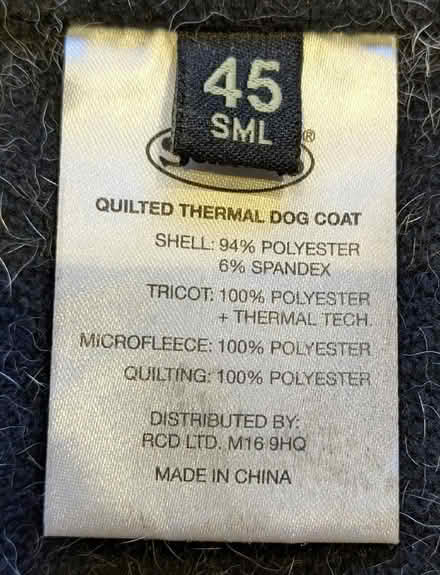 45
SML
®
QUILTED THERMAL DOG COAT
SHELL: 94% POLYESTER
6% SPANDEX
TRICOT: 100% POLYESTER
+ THERMAL TECH.
MICROFLEECE: 100% POLYESTER
QUILTING: 100% POLYESTER
DISTRIBUTED BY:
RCD LTD. M16 9HQ
MADE IN CHINA